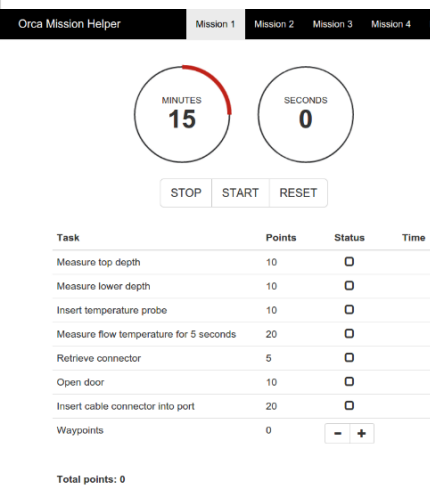 Orca Mission Helper Mission 1 Mission 2 Mission 3 Mission 4
MINUTES
15
SECONDS
0
STOP START RESET
Task Points Status Time
Measure top depth 10
Measure lower depth 10
Insert temperature probe 10
Measure flow temperature for 5 seconds 20
Retrieve connector 5
Open door 10
Insert cable connector into port 20
Waypoints 0 - +
Total points: 0